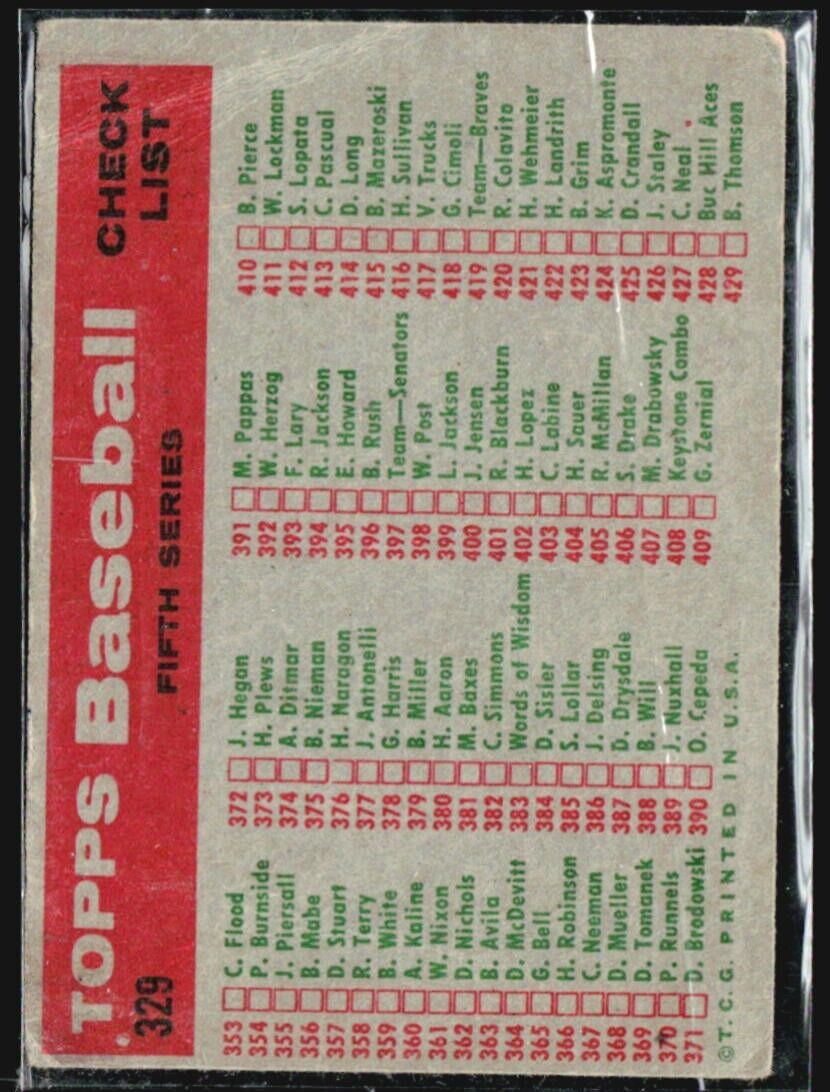 TOPPS Baseball CHECK LIST
329 FIFTH SERIES
353 C. Flood
354 P. Burnside
355 J. Piersall
356 B. Mabe
357 D. Stuart
358 R. Terry
359 B. White
360 A. Kaline
361 W. Nixon
362 D. Nichols
363 B. Avila
364 D. McDevitt
365 G. Bell
366 H. Robinson
367 C. Neeman
368 D. Mueller
369 D. Tomanek
370 P. Runnels
371 D. Brodowski
372 J. Hegan
373 H. Plews
374 A. Ditmar
375 B. Nieman
376 H. Naragon
377 J. Antonelli
378 G. Harris
379 B. Miller
380 H. Aaron
381 M. Baxes
382 C. Simmons
383 Words of Wisdom
384 D. Sisler
385 S. Lollar
386 J. Delsing
387 D. Drysdale
388 B. Will
389 J. Nuxhall
390 O. Cepeda
391 M. Pappas
392 W. Herzog
393 F. Lary
394 R. Jackson
395 E. Howard
396 B. Rush
397 Team—Senators
398 W. Post
399 L. Jackson
400 J. Jensen
401 R. Blackburn
402 H. Lopez
403 C. Labine
404 H. Sauer
405 R. McMillan
406 S. Drake
407 M. Drabowsky
408 Keystone Combo
409 G. Zernial
410 B. Pierce
411 W. Lockman
412 S. Lopata
413 C. Pascual
414 D. Long
415 B. Mazeroski
416 H. Sullivan
417 V. Trucks
418 G. Cimoli
419 Team—Braves
420 R. Colavito
421 H. Wehmeier
422 H. Landrith
423 B. Grim
424 K. Aspromonte
425 D. Crandall
426 J. Staley
427 C. Neal
428 Buc Hill Aces
429 B. Thomson
© T. C. G. PRINTED IN U.S.A.